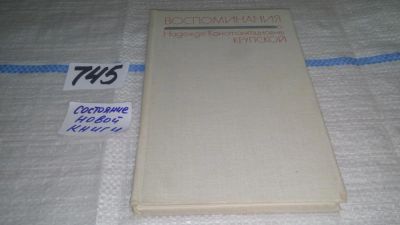 ВОСПОМИНАНИЯ
Надежде Константиновне
КРУПСКОЙ
745
СОСТОЯНИЕ
НОВОЙ
КНИГИ